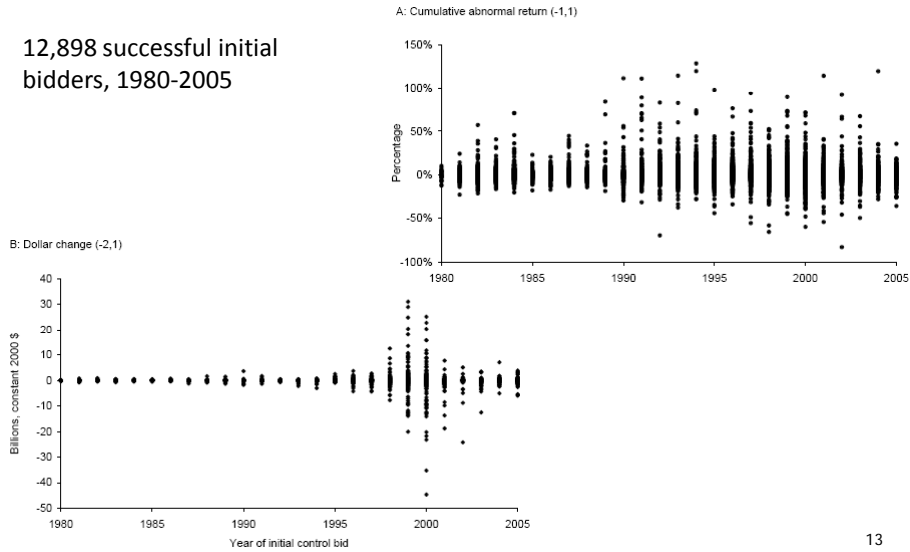 A: Cumulative abnormal return (-1,1)
12,898 successful initial
bidders, 1980-2005
150%
100%
50%
0%
-50%
-100%
Percentage
1980 1985 1990 1995 2000 2005
B: Dollar change (-2,1)
40
30
20
10
0
-10
-20
-30
-40
-50
Billions, constant 2000 $
1980 1985 1990 1995 2000 2005
Year of initial control bid
13